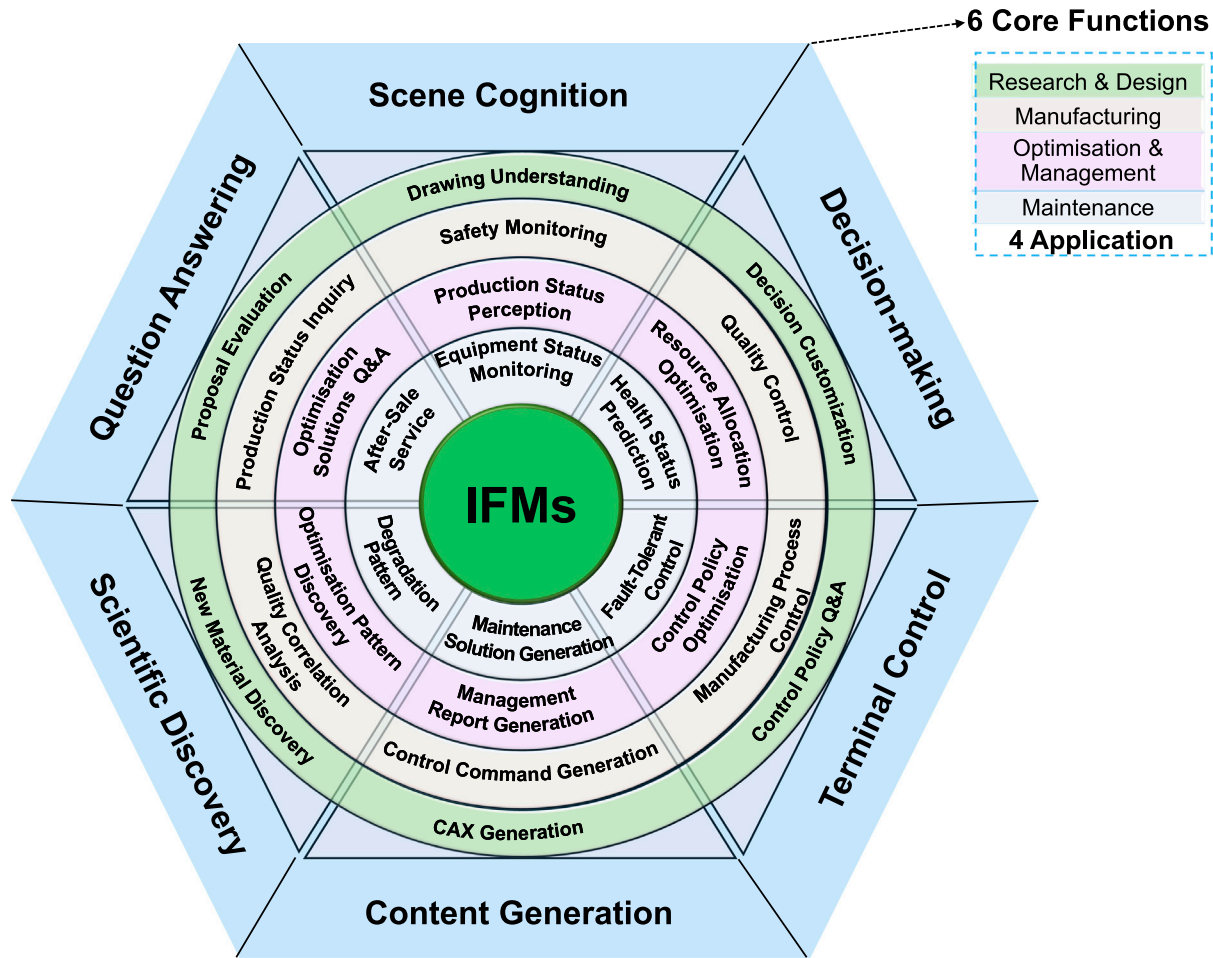 6 Core Functions
Research & Design
Manufacturing
Optimisation &
Management
Maintenance
4 Application
Scene Cognition
Drawing Understanding
Safety Monitoring
Production Status
Perception
Equipment Status
Monitoring
Decision-making
Decision Customization
Quality Control
Resource Allocation
Optimisation
Health Status
Prediction
Terminal Control
Control Policy Q&A
Manufacturing Process
Control
Control Policy
Optimisation
Fault-Tolerant
Control
Content Generation
CAX Generation
Control Command Generation
Management
Report Generation
Maintenance
Solution Generation
Scientific Discovery
New Material Discovery
Quality Correlation
Analysis
Optimisation Pattern
Discovery
Degradation
Pattern
Question Answering
Proposal Evaluation
Production Status Inquiry
Optimisation
Solutions Q&A
After-Sale
Service
IFMs